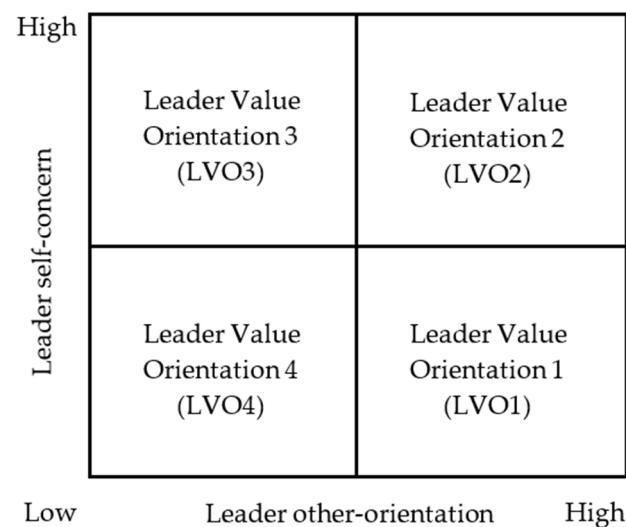 High
Leader Value
Orientation 3
(LVO3)
Leader Value
Orientation 2
(LVO2)
Leader self-concern
Leader Value
Orientation 4
(LVO4)
Leader Value
Orientation 1
(LVO1)
Low
Leader other-orientation
High